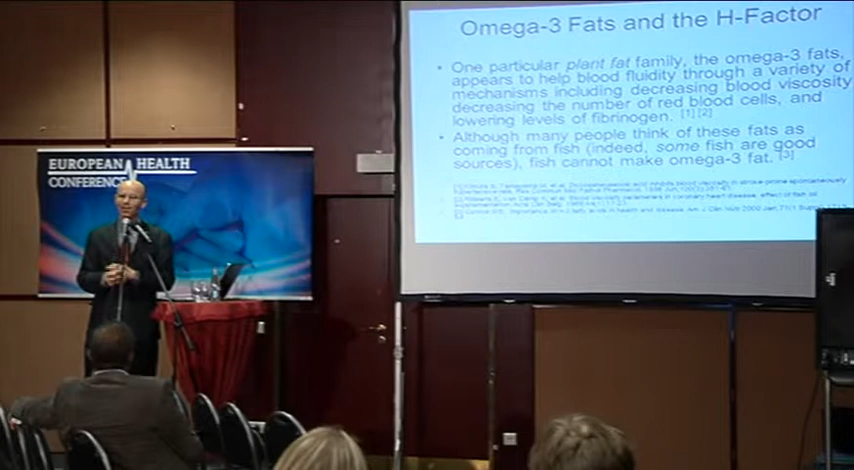 EUROPEAN HEALTH
CONFERENCE
Omega-3 Fats and the H-Factor
• One particular plant fat family, the omega-3 fats,
appears to help blood fluidity through a variety of
mechanisms including decreasing blood viscosity
decreasing the number of red blood cells, and
lowering levels of fibrinogen. [1] [2]
• Although many people think of these fats as
coming from fish (indeed, some fish are good
sources), fish cannot make omega-3 fat. [3]